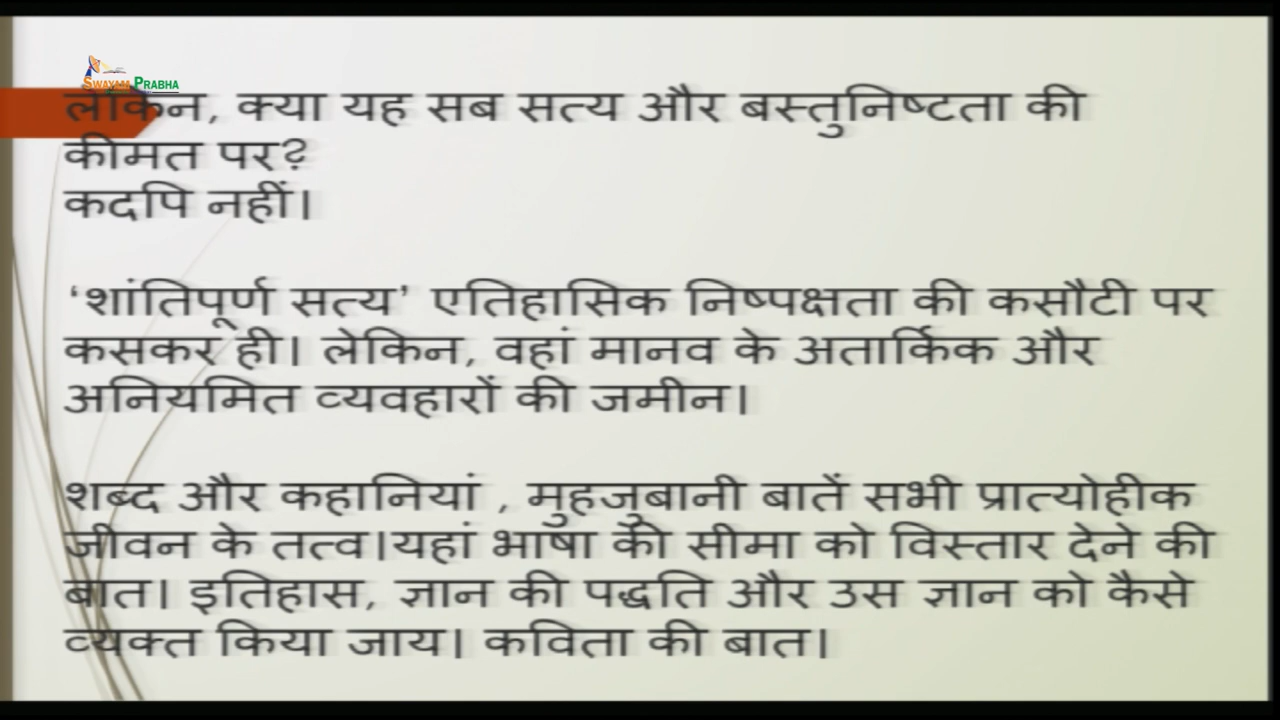 SWAYAM PRABHA
लेकिन, क्या यह सब सत्य और बस्तुनिष्टता की
कीमत पर?
कदपि नहीं।
‘शांतिपूर्ण सत्य’ एतिहासिक निष्पक्षता की कसौटी पर
कसकर ही। लेकिन, वहां मानव के अतार्किक और
अनियमित व्यवहारों की जमीन।
शब्द और कहानियां , मुहजुबानी बातें सभी प्रात्योहीक
जीवन के तत्व।यहां भाषा की सीमा को विस्तार देने की
बात। इतिहास, ज्ञान की पद्धति और उस ज्ञान को कैसे
व्यक्त किया जाय। कविता की बात।